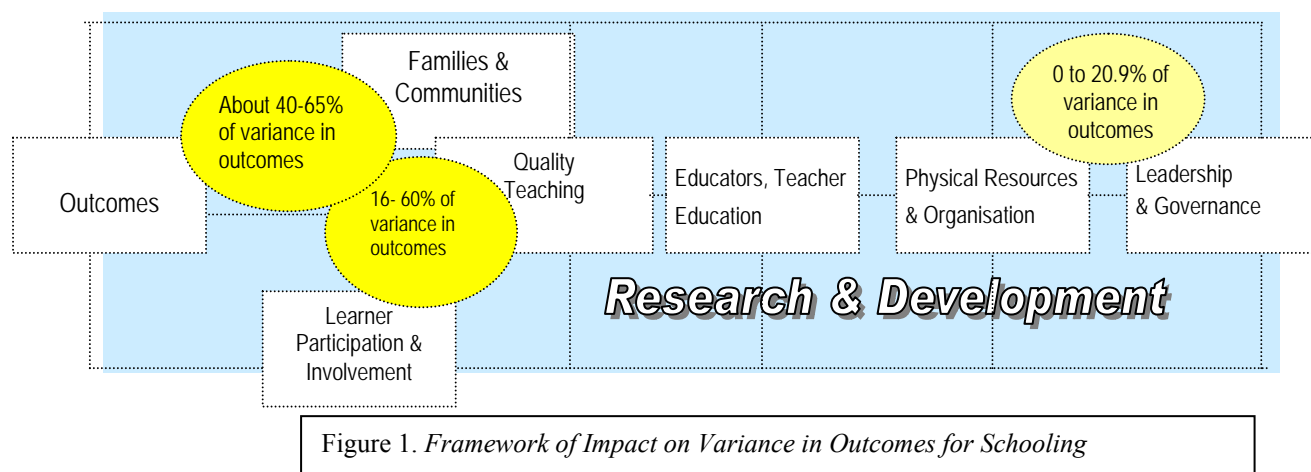 Families &
Communities
About 40-65%
of variance in
outcomes
0 to 20.9% of
variance in
outcomes
Outcomes
16- 60% of
variance in
outcomes
Quality
Teaching
Educators, Teacher
Education
Physical Resources
& Organisation
Leadership
& Governance
Research & Development
Learner
Participation &
Involvement
Figure 1. Framework of Impact on Variance in Outcomes for Schooling